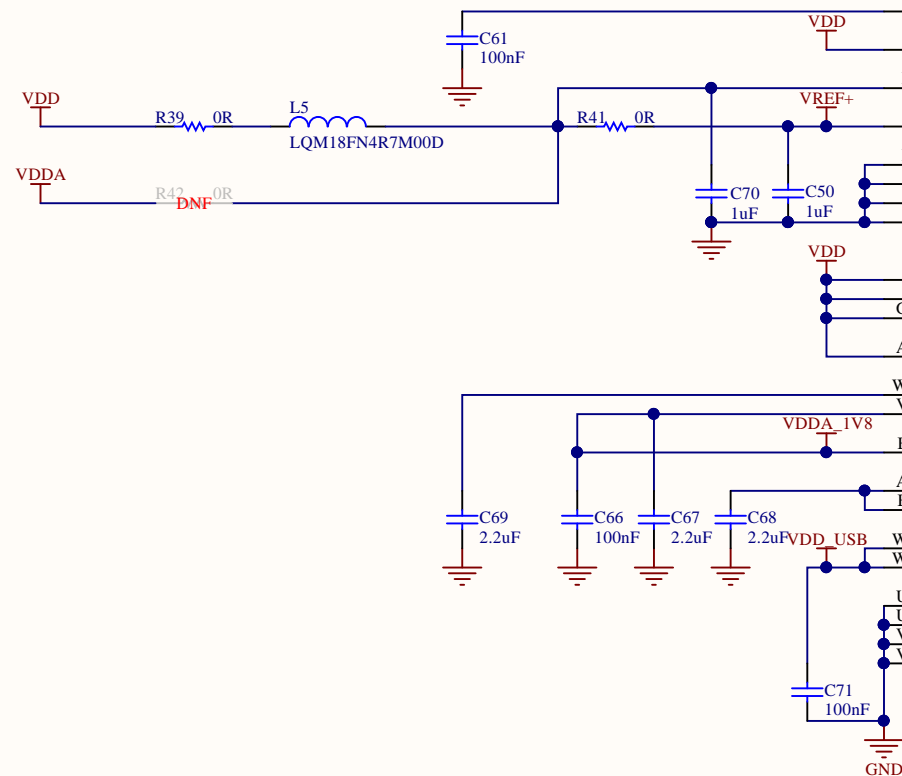 VDD
C61
100nF
VDD
R39 0R
L5
LQM18FN4R7M00D
R41 0R
VREF+
VDDA
R42 0R
DNF
C70
1uF
C50
1uF
VDD
VDDA_1V8
C69
2.2uF
C66
100nF
C67
2.2uF
C68
2.2uF
VDD_USB
W
W
C71
100nF
GND